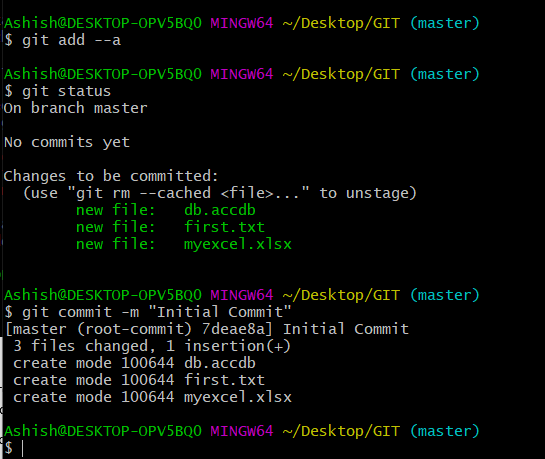 Ashish@DESKTOP-OPV5BQO MINGW64 ~/Desktop/GIT (master)
$ git add --a
Ashish@DESKTOP-OPV5BQO MINGW64 ~/Desktop/GIT (master)
$ git status
On branch master
No commits yet
Changes to be committed:
  (use "git rm --cached <file>..." to unstage)
        new file:   db.accdb
        new file:   first.txt
        new file:   myexcel.xlsx
Ashish@DESKTOP-OPV5BQO MINGW64 ~/Desktop/GIT (master)
$ git commit -m "Initial Commit"
[master (root-commit) 7deae8a] Initial Commit
 3 files changed, 1 insertion(+)
 create mode 100644 db.accdb
 create mode 100644 first.txt
 create mode 100644 myexcel.xlsx
Ashish@DESKTOP-OPV5BQO MINGW64 ~/Desktop/GIT (master)
$